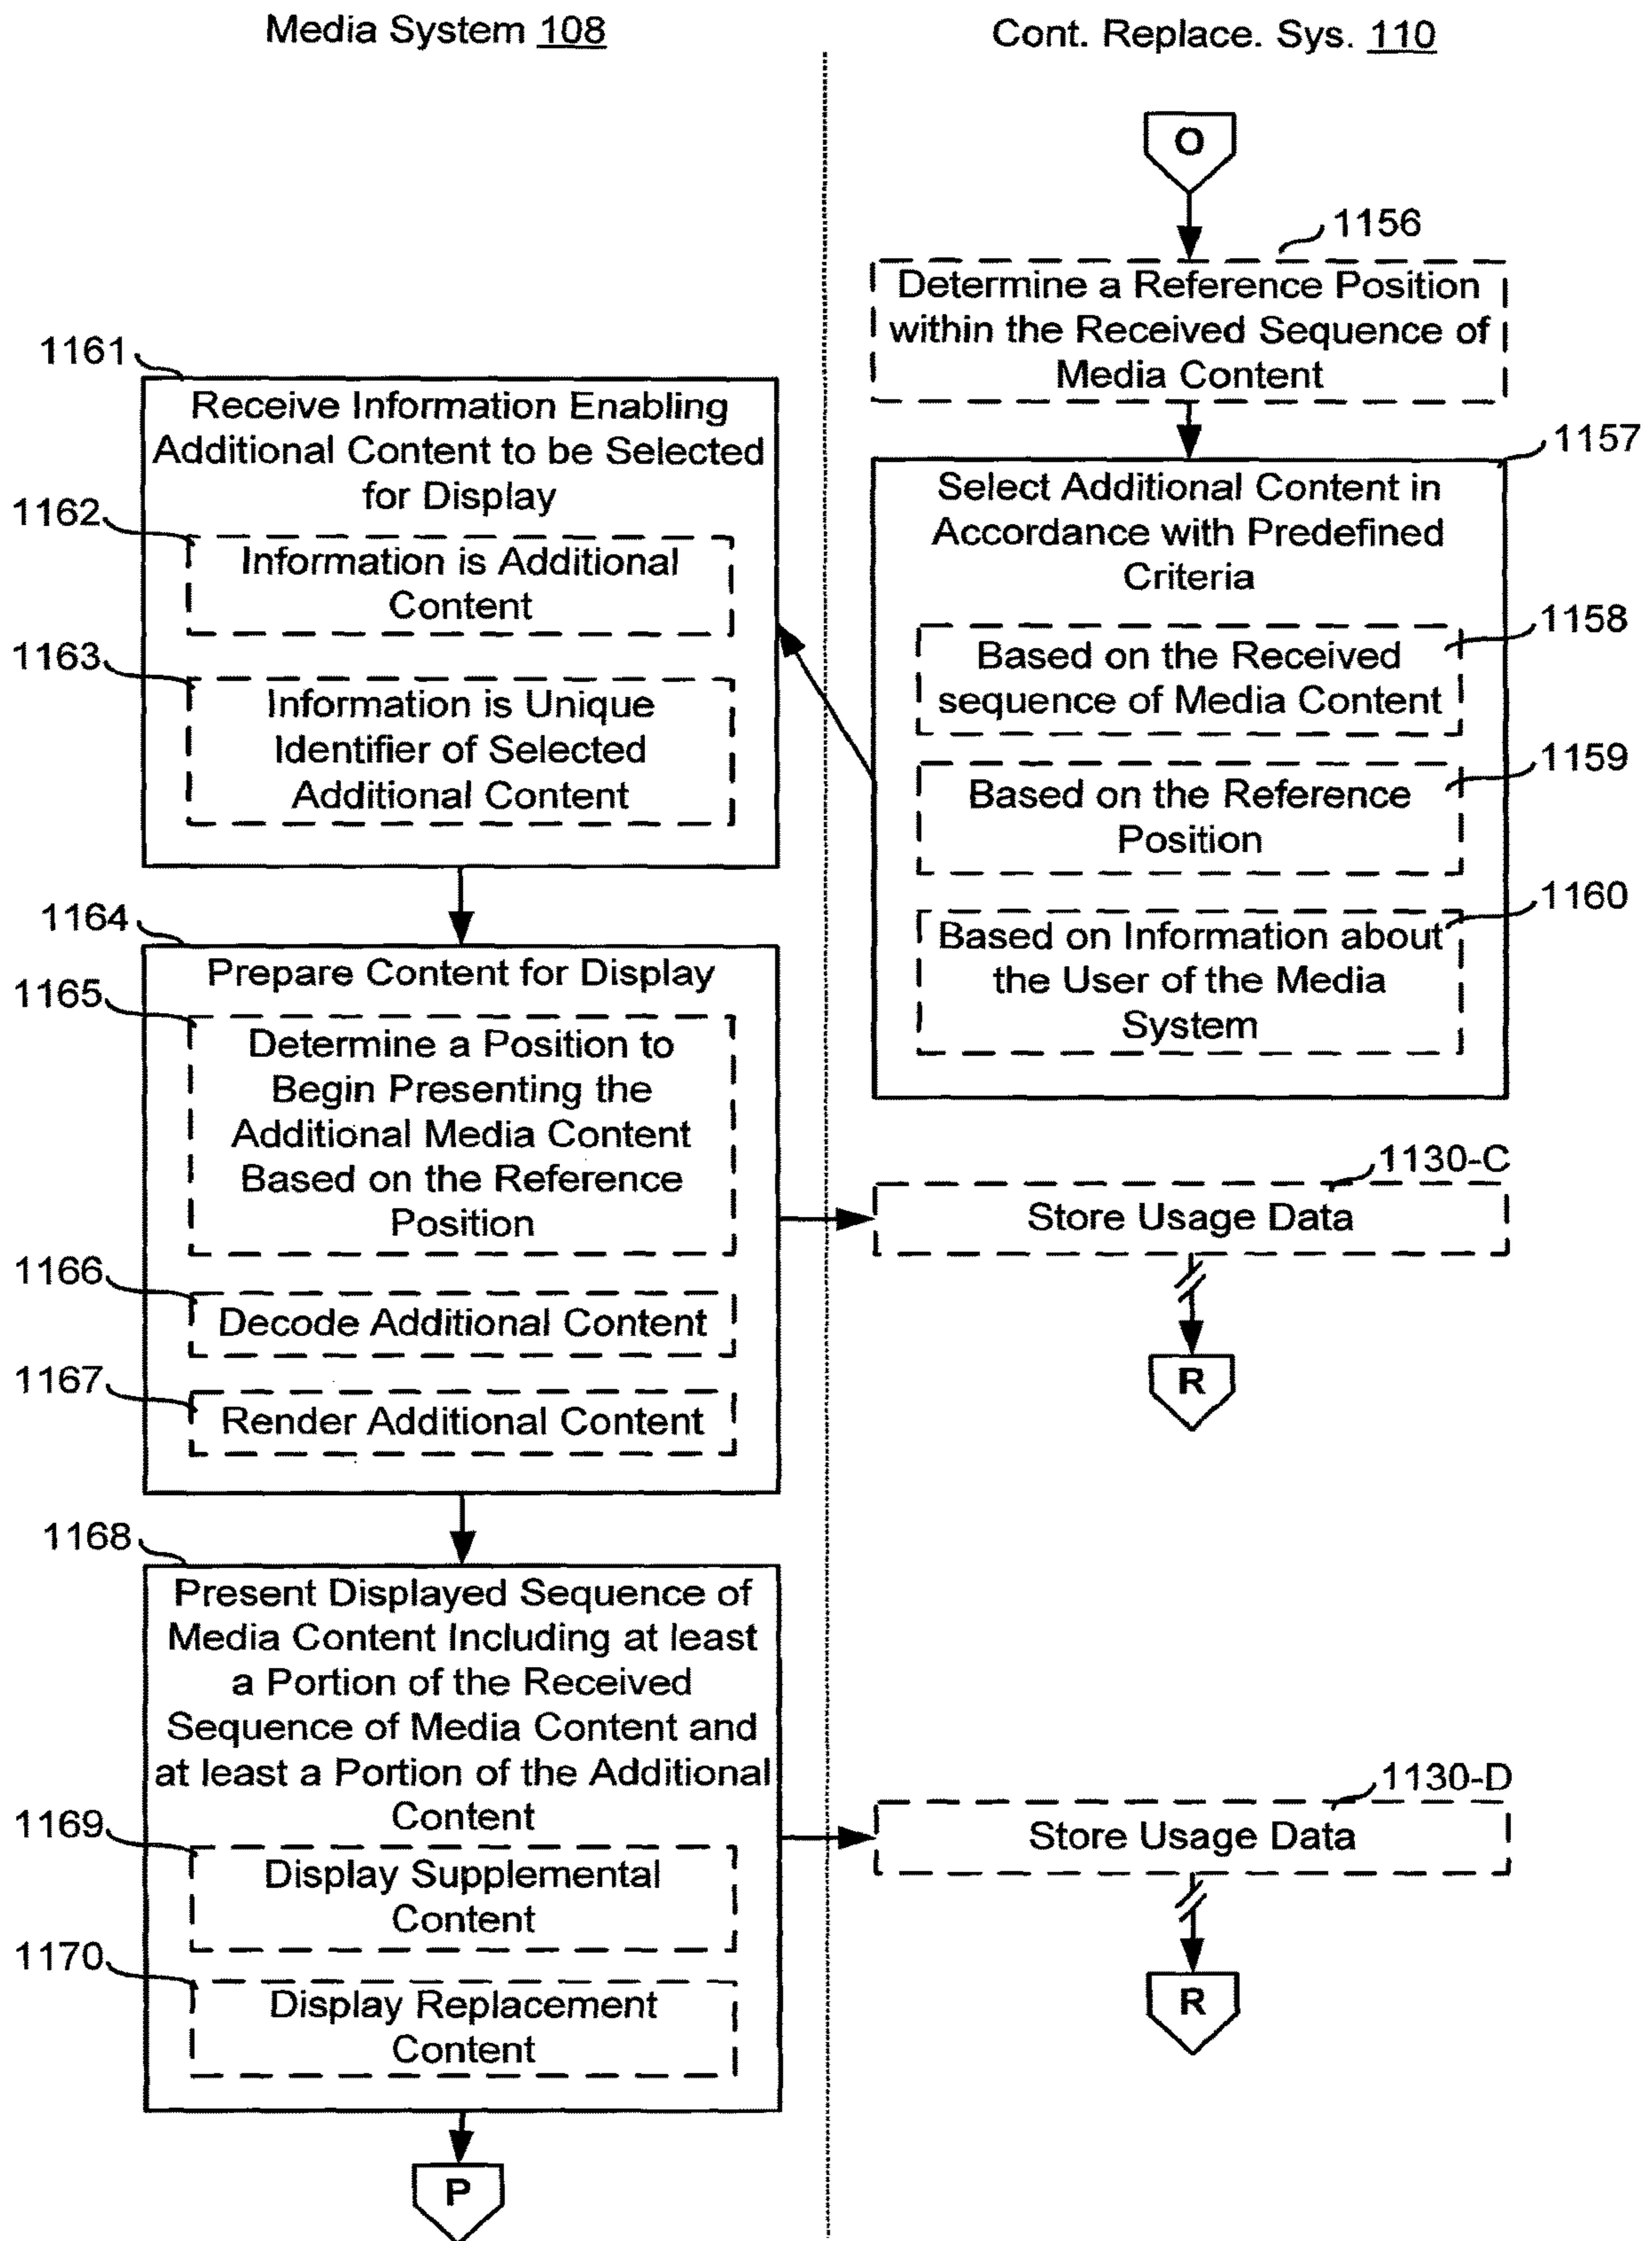 Media System 108
Cont. Replace. Sys. 110
O
1156
Determine a Reference Position
within the Received Sequence of
Media Content
1157
Select Additional Content in
Accordance with Predefined
Criteria
1158
Based on the Received
sequence of Media Content
1159
Based on the Reference
Position
1160
Based on Information about
the User of the Media
System
1161
Receive Information Enabling
Additional Content to be Selected
for Display
1162
Information is Additional
Content
1163
Information is Unique
Identifier of Selected
Additional Content
1164
Prepare Content for Display
1165
Determine a Position to
Begin Presenting the
Additional Media Content
Based on the Reference
Position
1166
Decode Additional Content
1167
Render Additional Content
1130-C
Store Usage Data
R
1168
Present Displayed Sequence of
Media Content Including at least
a Portion of the Received
Sequence of Media Content and
at least a Portion of the Additional
Content
1169
Display Supplemental
Content
1170
Display Replacement
Content
1130-D
Store Usage Data
R
P